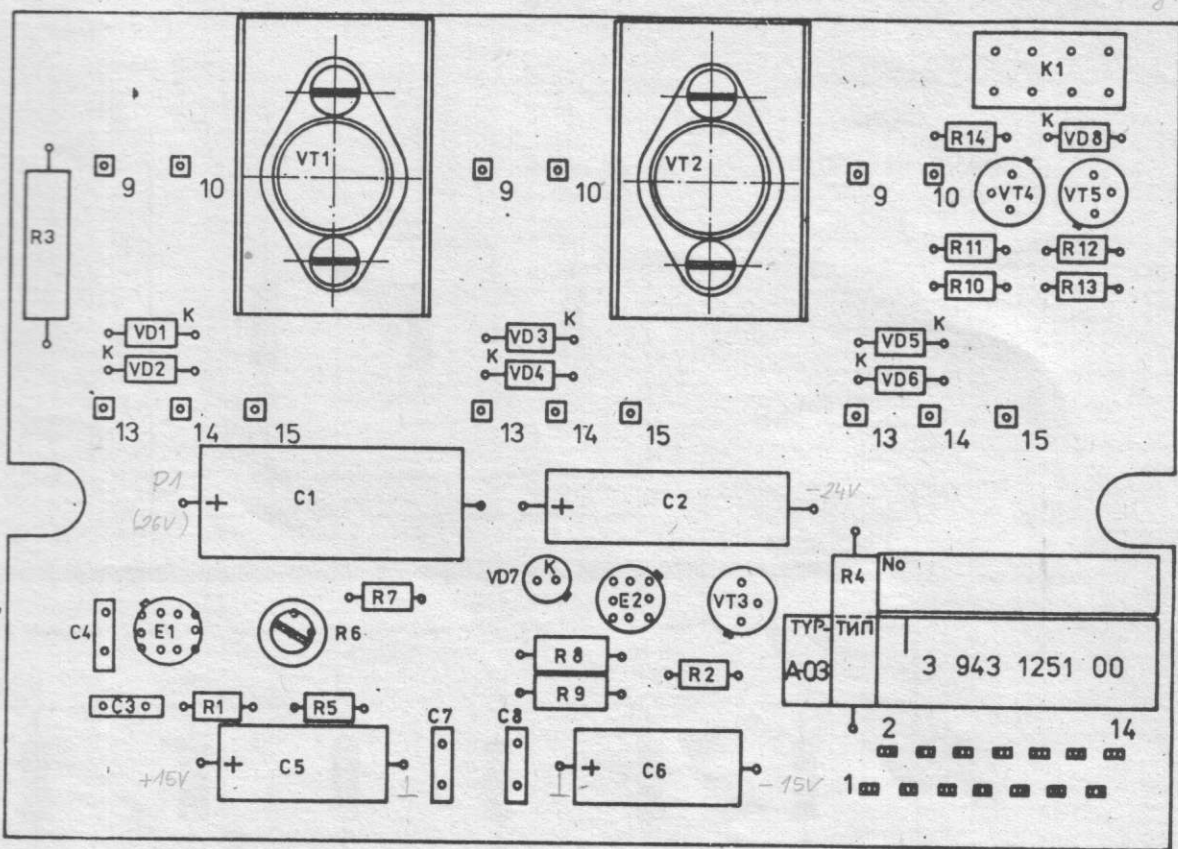 K1
R14
K
VD8
9
10
VT1
9
10
VT2
9
10
VT4
VT5
R3
R11
R12
R10
R13
VD1
K
K
VD2
VD3
K
K
VD4
VD5
K
K
VD6
13
14
15
13
14
15
13
14
15
D1
(26V)
+
C1
+
C2
-24V
VD7
K
E2
VT3
R4
No
C4
E1
R6
R7
TYP-ТИП
A-03
3 943 1251 00
R8
R9
R2
C3
R1
R5
C7
C8
2
14
+15V
+
C5
⊥
⊥
+
C6
-15V
1